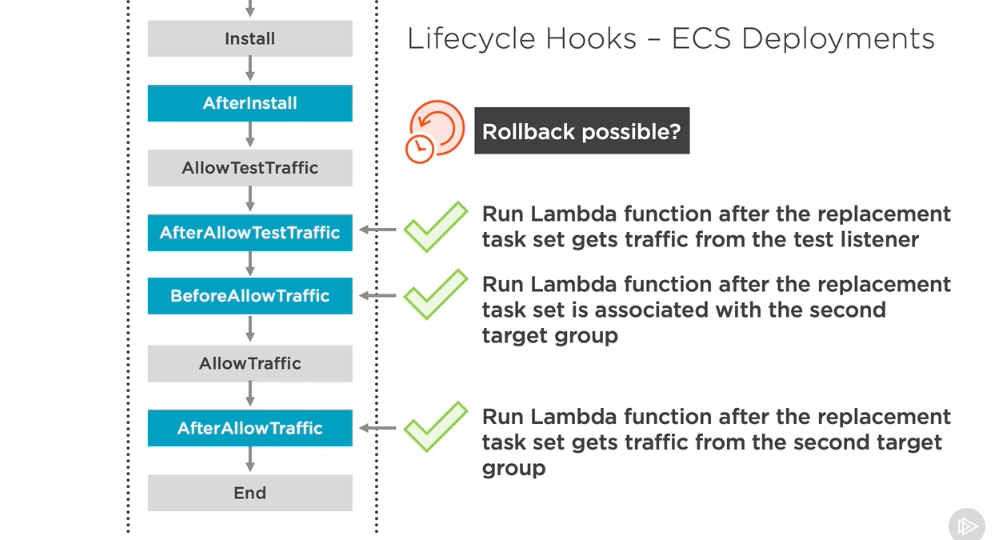 Lifecycle Hooks – ECS Deployments
Install
AfterInstall
AllowTestTraffic
AfterAllowTestTraffic
BeforeAllowTraffic
AllowTraffic
AfterAllowTraffic
End
Rollback possible?
Run Lambda function after the replacement
task set gets traffic from the test listener
Run Lambda function after the replacement
task set is associated with the second
target group
Run Lambda function after the replacement
task set gets traffic from the second target
group